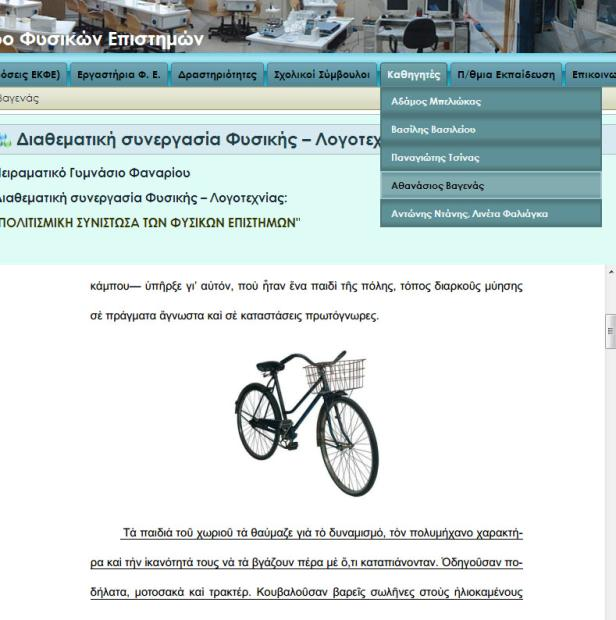 ρο Φυσικών Επιστημών
όσεις ΕΚΦΕ) Εργαστήρια Φ. Ε. Δραστηριότητες Σχολικοί Σύμβουλοι Καθηγητές Π/θμια Εκπαίδευση Επικοινω
Βαγενάς
Αδάμος Μπελιώκας
Βασίλης Βασιλείου
Παναγιώτης Τσίνας
Αθανάσιος Βαγενάς
Αντώνης Ντάνης, Λινέτα Φαλιάγκα
Διαθεματική συνεργασία Φυσικής – Λογοτεχ
Πειραματικό Γυμνάσιο Φαναρίου
Διαθεματική συνεργασία Φυσικής – Λογοτεχνίας:
ΠΟΛΙΤΙΣΜΙΚΗ ΣΥΝΙΣΤΩΣΑ ΤΩΝ ΦΥΣΙΚΩΝ ΕΠΙΣΤΗΜΩΝ"
κάμπου— ὑπῆρξε γι' αὐτόν, ποὺ ἦταν ἕνα παιδὶ τῆς πόλης, τόπος διαρκοῦς μύησης
σὲ πράγματα ἄγνωστα καὶ σὲ καταστάσεις πρωτόγνωρες.
Τὰ παιδιὰ τοῦ χωριοῦ τὰ θαύμαζε γιὰ τὸ δυναμισμό, τὸν πολυμήχανο χαρακτή-
ρα καὶ τὴν ἱκανότητά τους νὰ τὰ βγάζουν πέρα μὲ ὅ,τι καταπιάνονταν. Ὁδηγοῦσαν πο-
δήλατα, μοτοσακὰ καὶ τρακτέρ. Κουβαλοῦσαν βαρεῖς σωλῆνες στοὺς ἡλιοκαμένους